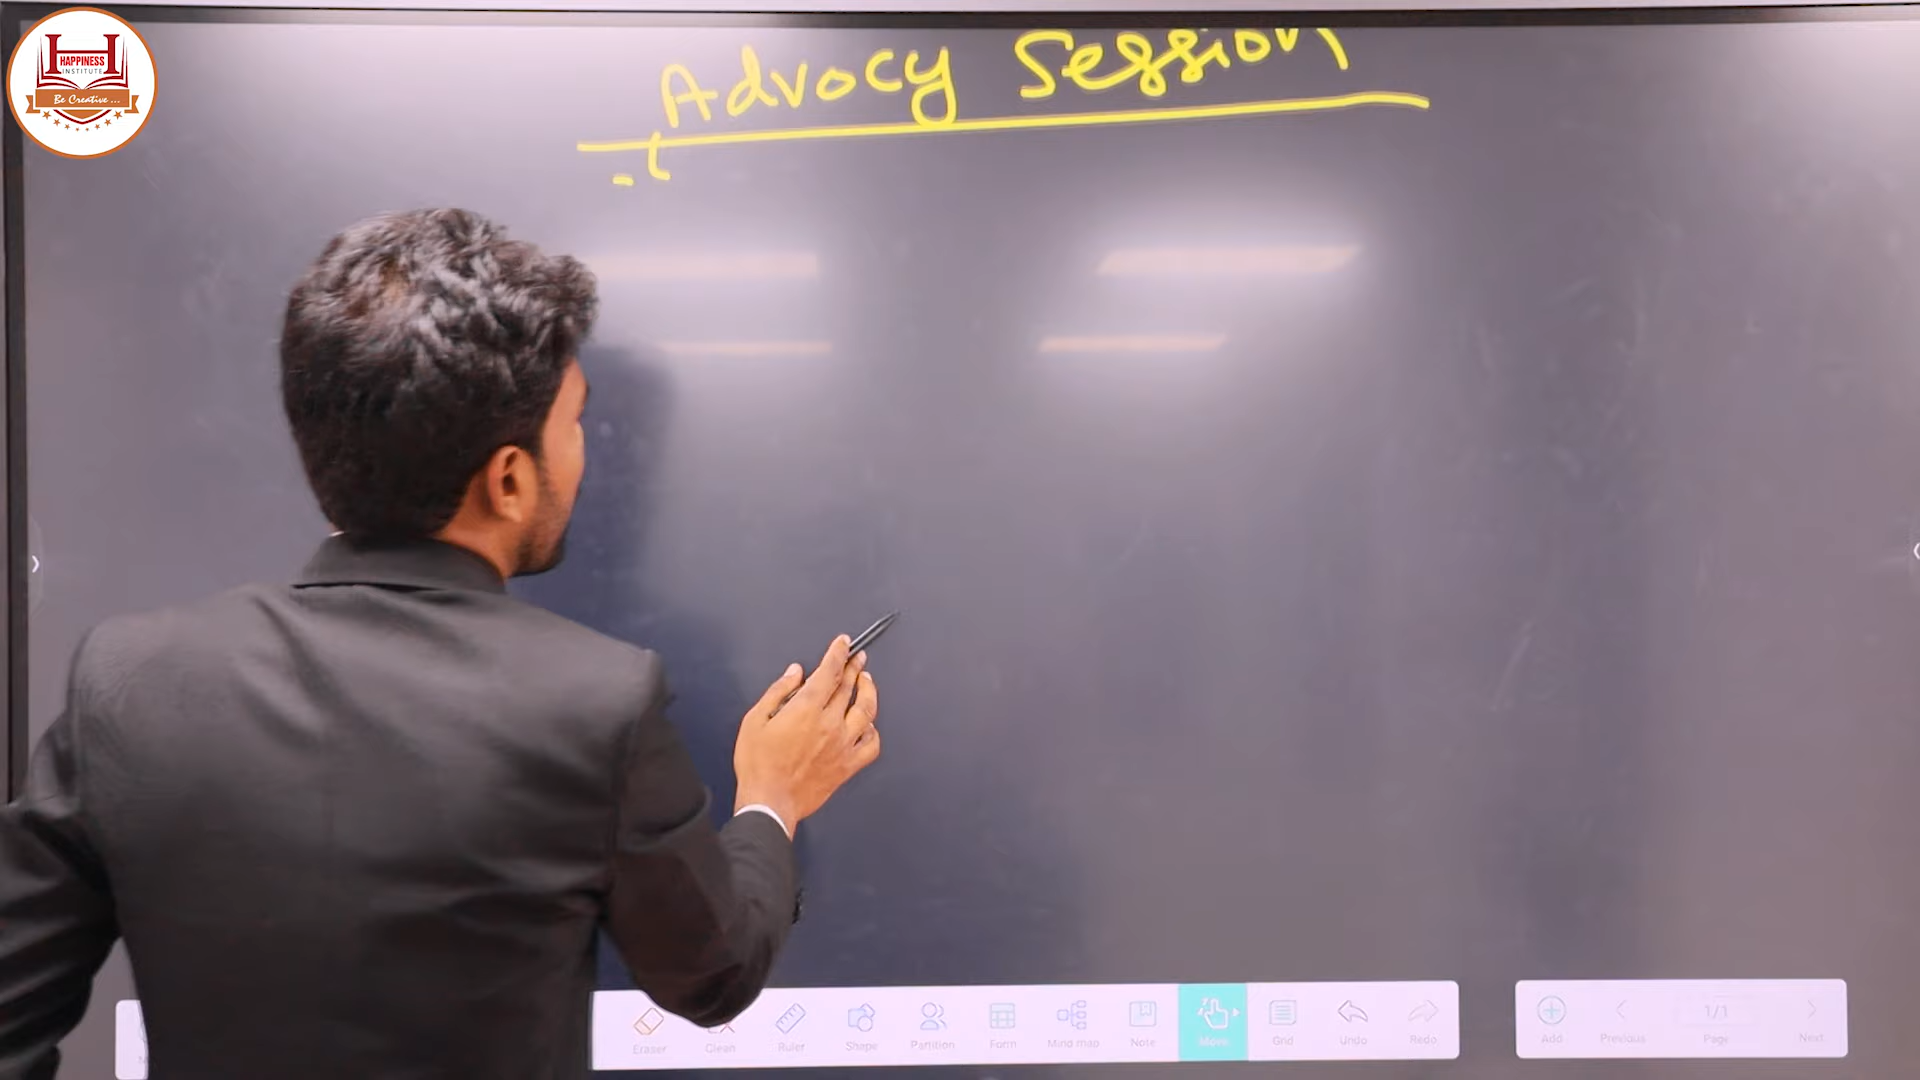 HAPPINESS
INSTITUTE
Be Creative ...
Advocy Session
Eraser
Clean
Ruler
Shape
Partition
Form
Mind map
Note
Move
Grid
Undo
Redo
Add
Previous
1/1
Page
Next